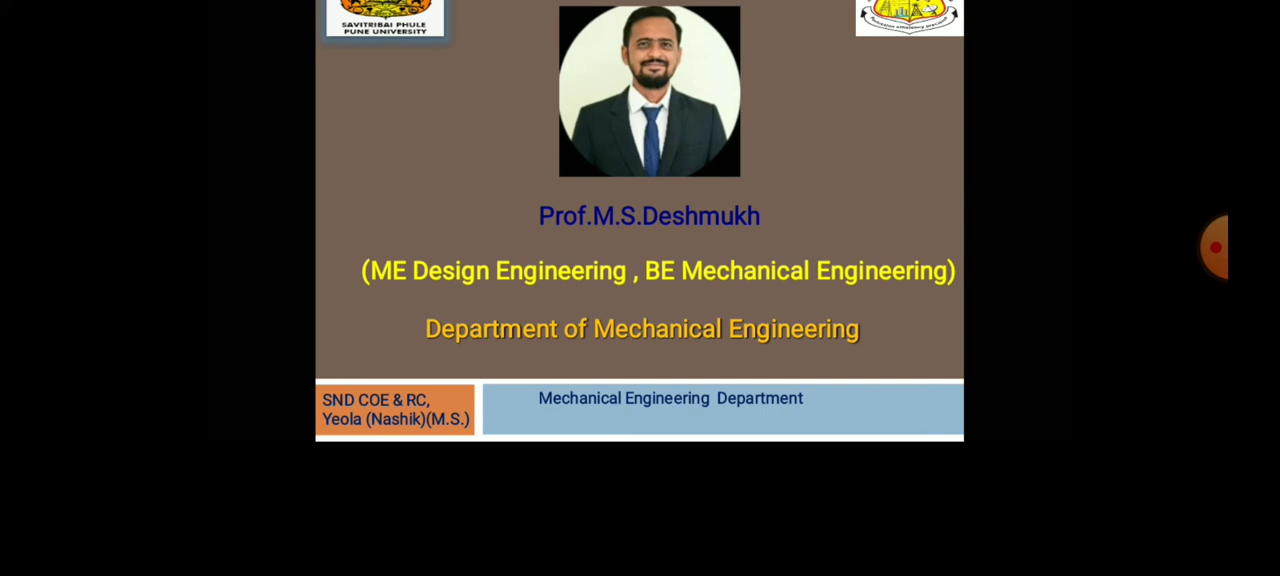 SAVITRIBAI PHULE
PUNE UNIVERSITY
Prof.M.S.Deshmukh
(ME Design Engineering , BE Mechanical Engineering)
Department of Mechanical Engineering
SND COE & RC,
Yeola (Nashik)(M.S.)
Mechanical Engineering Department